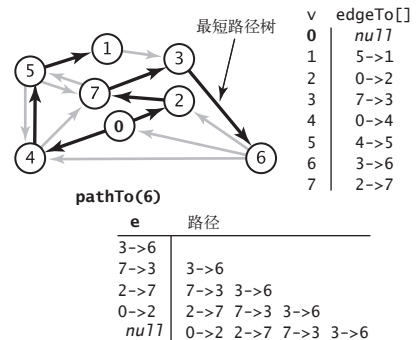 最短路径树
1
5
3
7
2
0
4
6
v edgeTo[]
0 null
1 5->1
2 0->2
3 7->3
4 0->4
5 4->5
6 3->6
7 2->7
pathTo(6)
e 路径
3->6
7->3 3->6
2->7 7->3 3->6
0->2 2->7 7->3 3->6
null 0->2 2->7 7->3 3->6